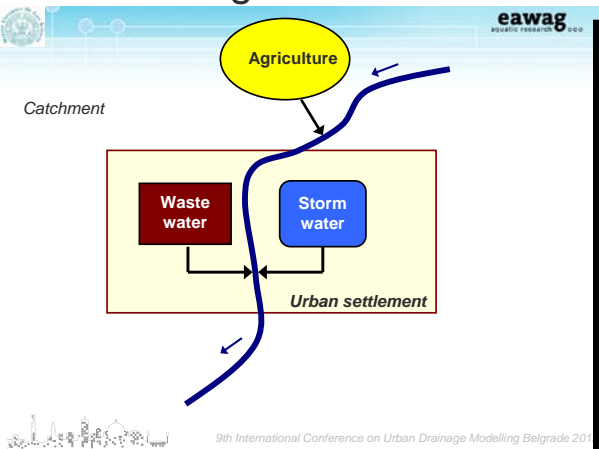 eawag
aquatic research
Agriculture
Catchment
Waste
water
Storm
water
Urban settlement
9th International Conference on Urban Drainage Modelling Belgrade 201